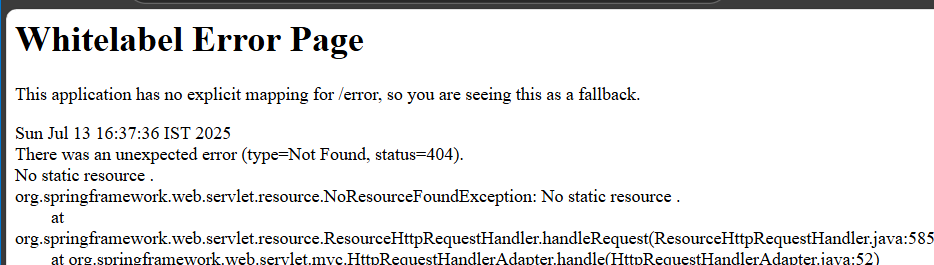 Whitelabel Error Page
This application has no explicit mapping for /error, so you are seeing this as a fallback.
Sun Jul 13 16:37:36 IST 2025
There was an unexpected error (type=Not Found, status=404).
No static resource .
org.springframework.web.servlet.resource.NoResourceFoundException: No static resource .
at
org.springframework.web.servlet.resource.ResourceHttpRequestHandler.handleRequest(ResourceHttpRequestHandler.java:585
at org.springframework.web.servlet.mvc.HttpRequestHandlerAdapter.handle(HttpRequestHandlerAdapter.java:52)